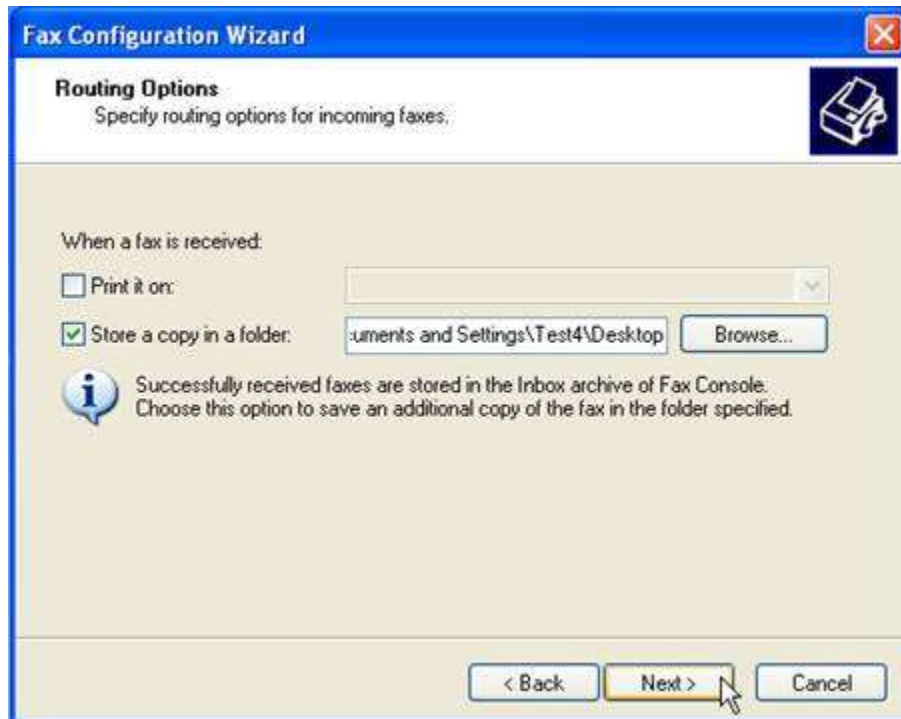 Fax Configuration Wizard
Routing Options
Specify routing options for incoming faxes.
When a fax is received:
Print it on:
Store a copy in a folder: :uments and Settings\Test4\Desktop Browse...
Successfully received faxes are stored in the Inbox archive of Fax Console.
Choose this option to save an additional copy of the fax in the folder specified.
< Back Next > Cancel